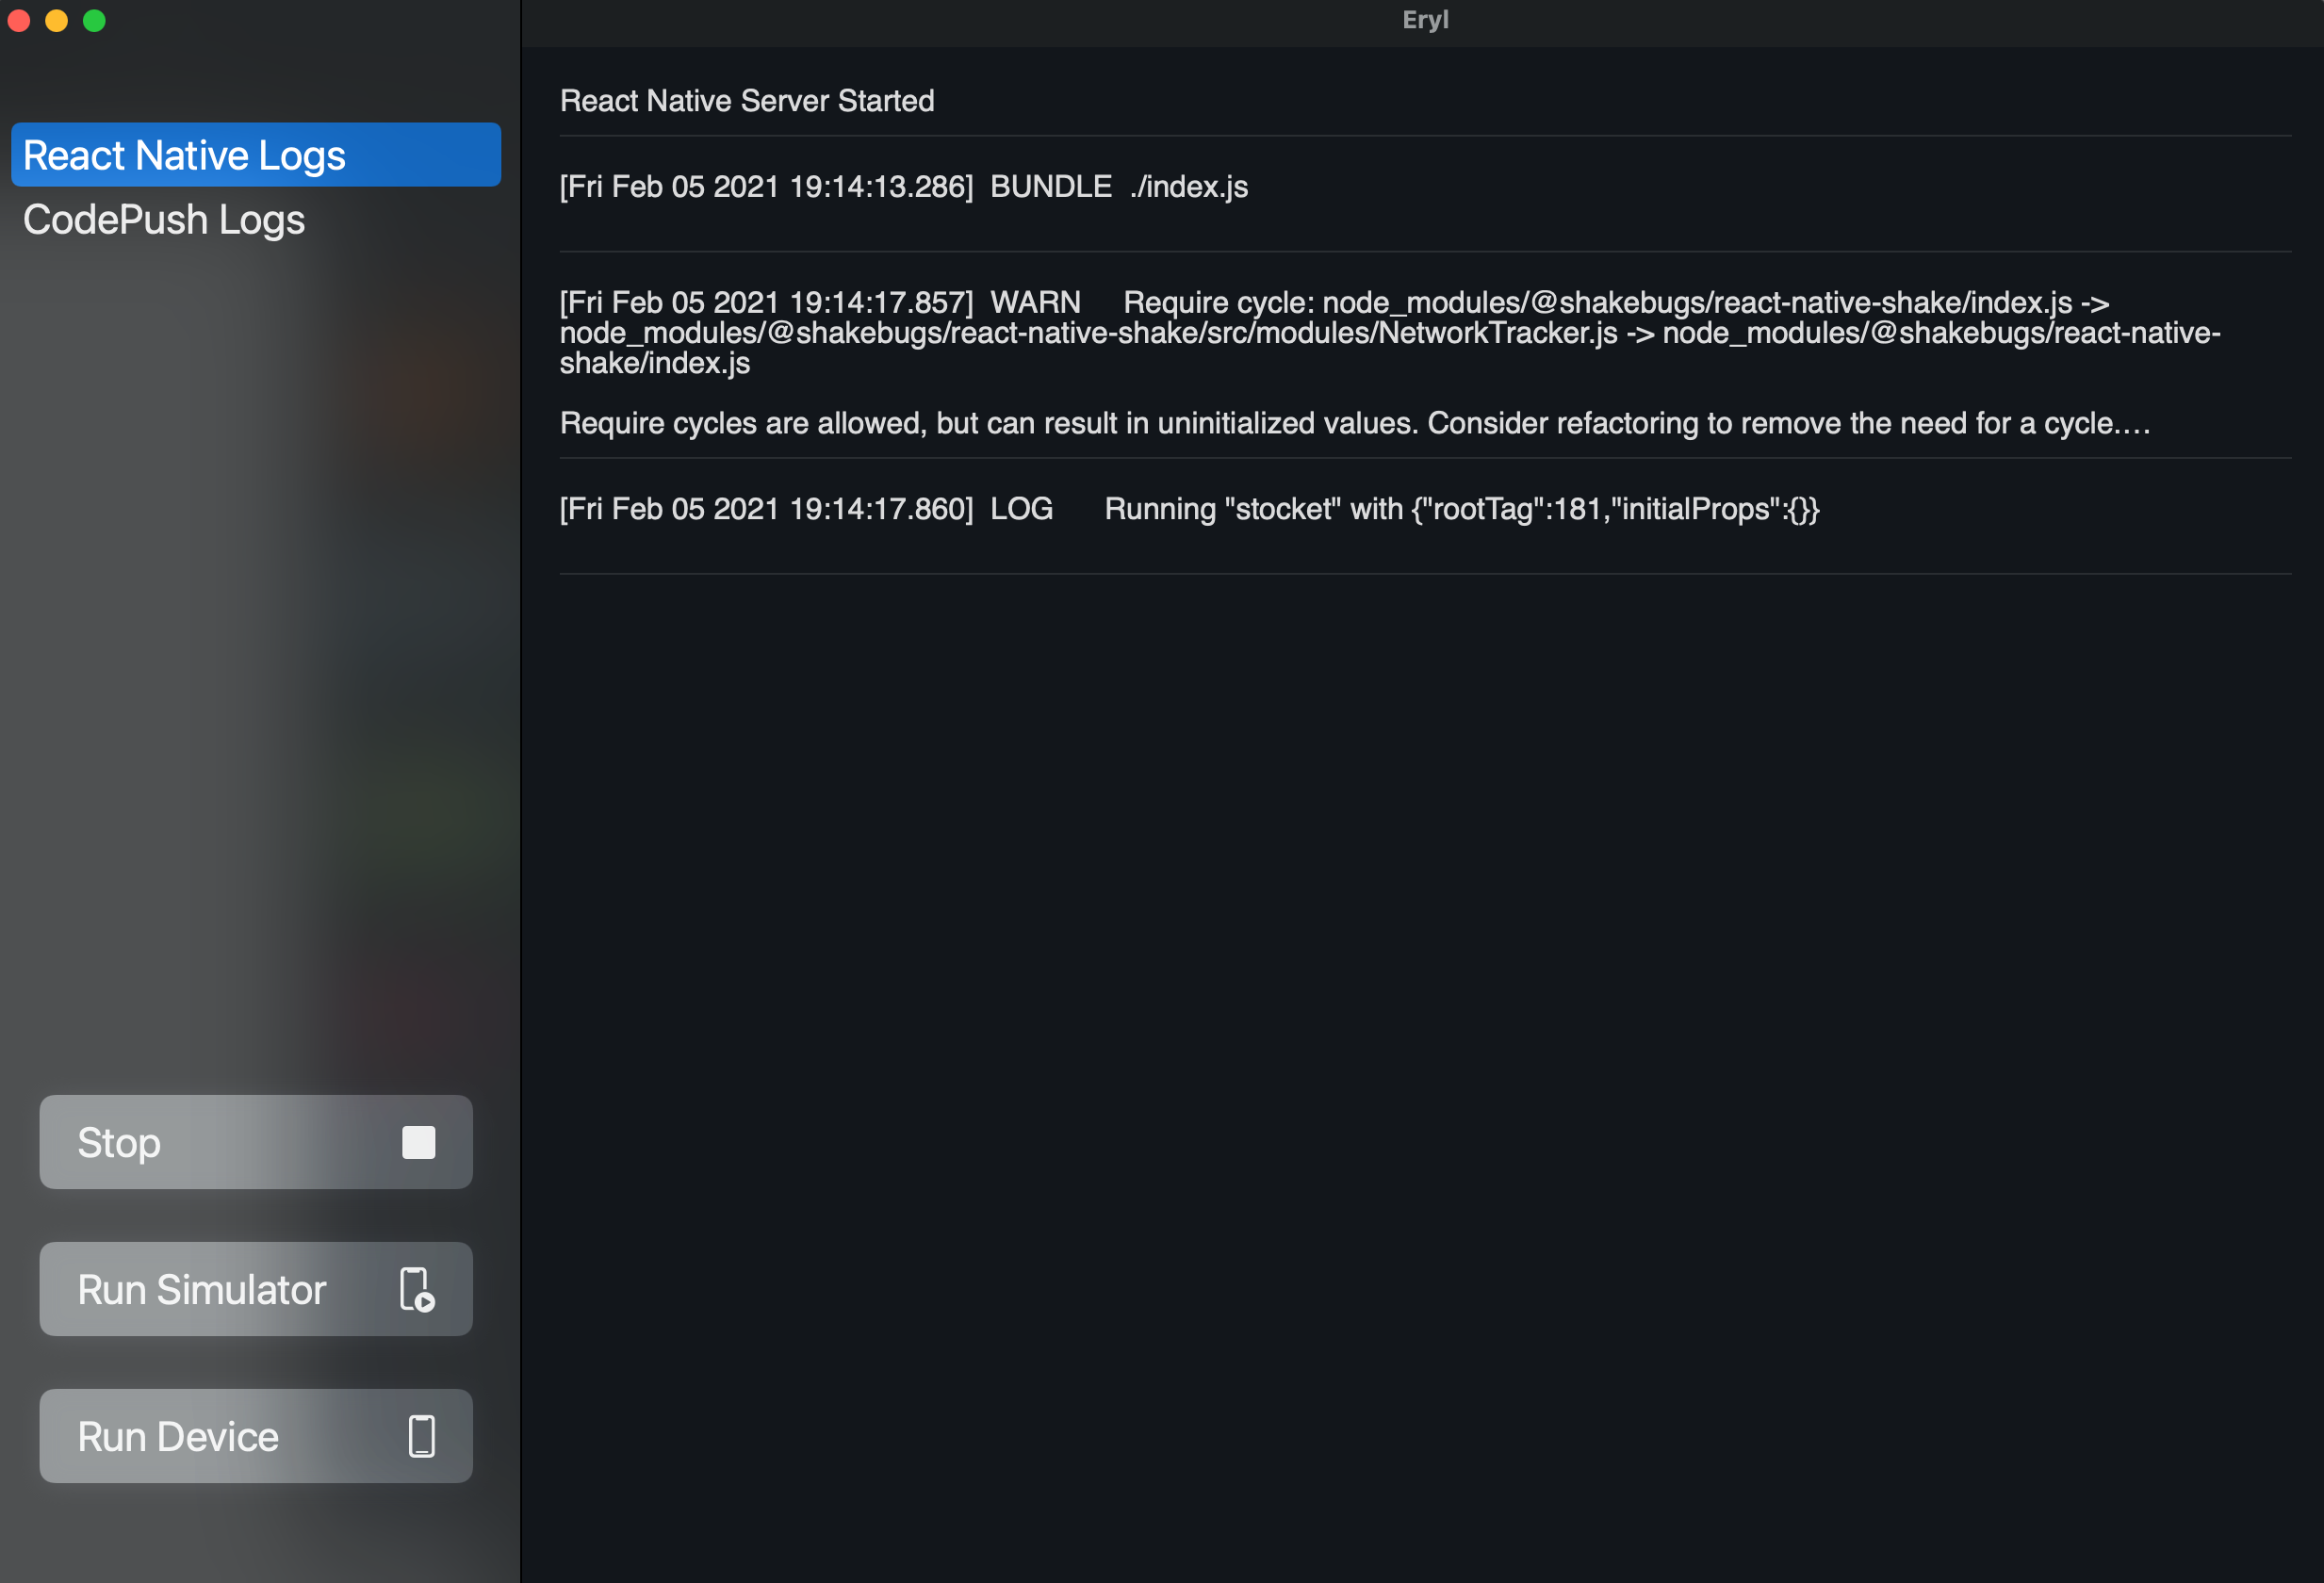 Eryl
React Native Logs
CodePush Logs
Stop
Run Simulator
Run Device
React Native Server Started
[Fri Feb 05 2021 19:14:13.286]  BUNDLE  ./index.js
[Fri Feb 05 2021 19:14:17.857]  WARN     Require cycle: node_modules/@shakebugs/react-native-shake/index.js ->
node_modules/@shakebugs/react-native-shake/src/modules/NetworkTracker.js -> node_modules/@shakebugs/react-native-
shake/index.js
Require cycles are allowed, but can result in uninitialized values. Consider refactoring to remove the need for a cycle.…
[Fri Feb 05 2021 19:14:17.860]  LOG      Running "stocket" with {"rootTag":181,"initialProps":{}}